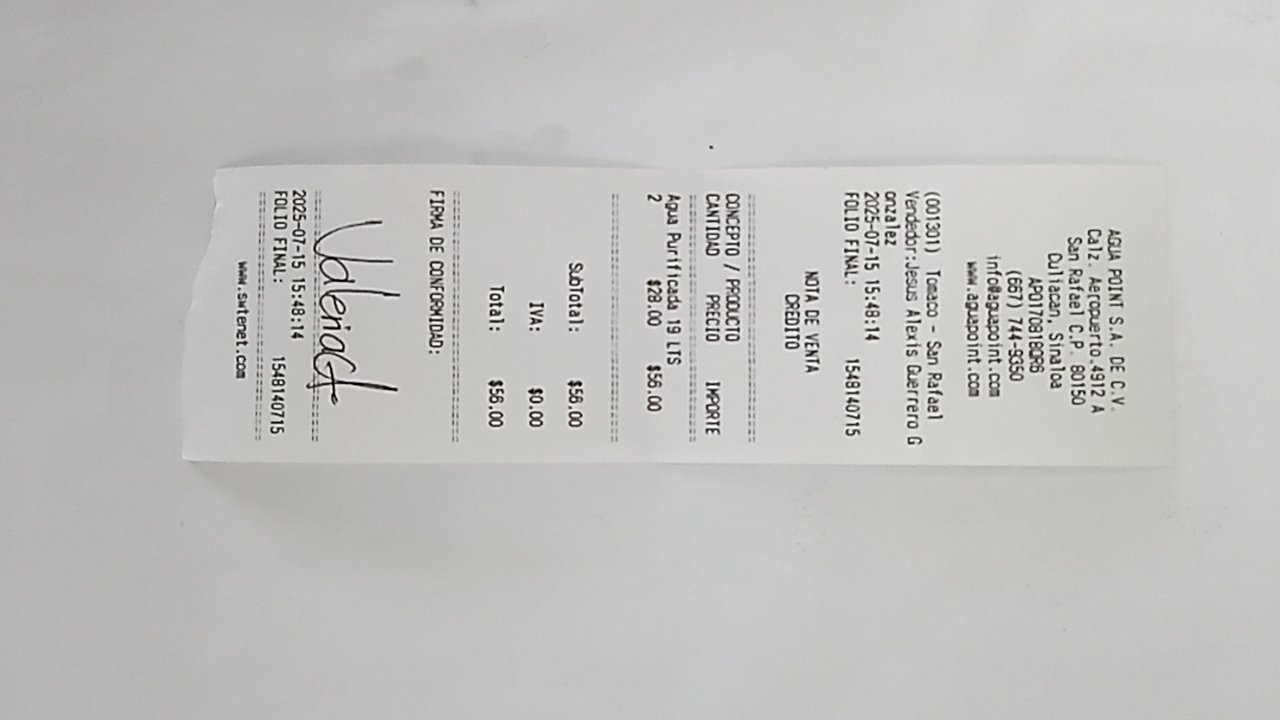 AGUA POINT S.A. DE C.V.
Calz. Aeropuerto.4912 A
San Rafael C.P. 80150
Culiacan, Sinaloa
APO170818QR6
(667) 744-9350
info@aguapoint.com
www.aguapoint.com
(001301) Tomaco - San Rafael
Vendedor:Jesus Alexis Guerrero G
onzalez
2025-07-15 15:48:14
FOLIO FINAL: 1548140715
NOTA DE VENTA
CREDITO
CONCEPTO / PRODUCTO
CANTIDAD PRECIO IMPORTE
Agua Purificada 19 LTS
2 $28.00 $56.00
SubTotal: $56.00
IVA: $0.00
Total: $56.00
FIRMA DE CONFORMIDAD:
Valeria
2025-07-15 15:48:14
FOLIO FINAL: 1548140715
www.swtenet.com